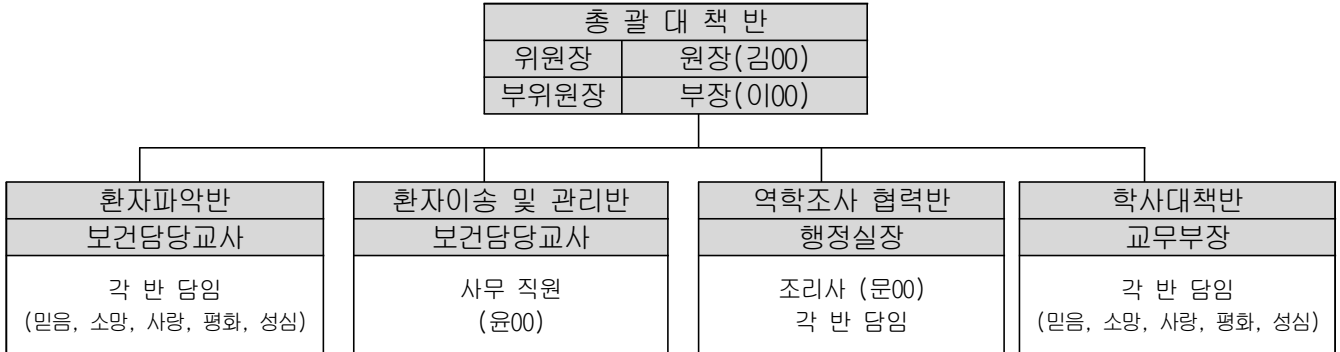 총 괄 대 책 반
위원장 원장(김00)
부위원장 부장(이00)
환자파악반
보건담당교사
각 반 담임
(믿음, 소망, 사랑, 평화, 성심)
환자이송 및 관리반
보건담당교사
사무 직원
(윤00)
역학조사 협력반
행정실장
조리사 (문00)
각 반 담임
학사대책반
교무부장
각 반 담임
(믿음, 소망, 사랑, 평화, 성심)